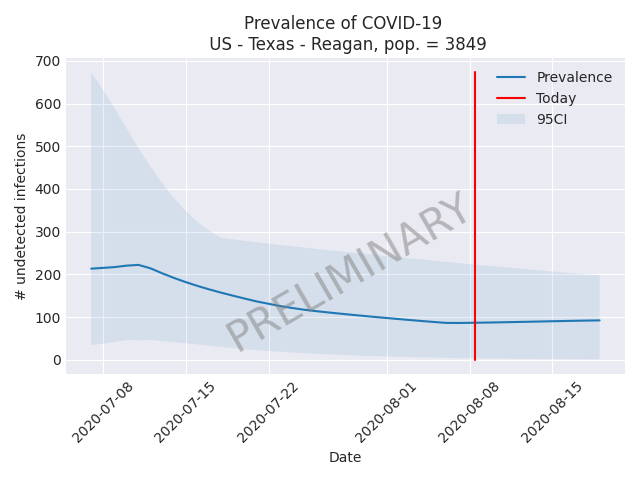 Prevalence of COVID-19
US - Texas - Reagan, pop. = 3849
# undetected infections
700
600
500
400
300
200
100
0
Prevalence
Today
95CI
PRELIMINARY
2020-07-08
2020-07-15
2020-07-22
2020-08-01
2020-08-08
2020-08-15
Date